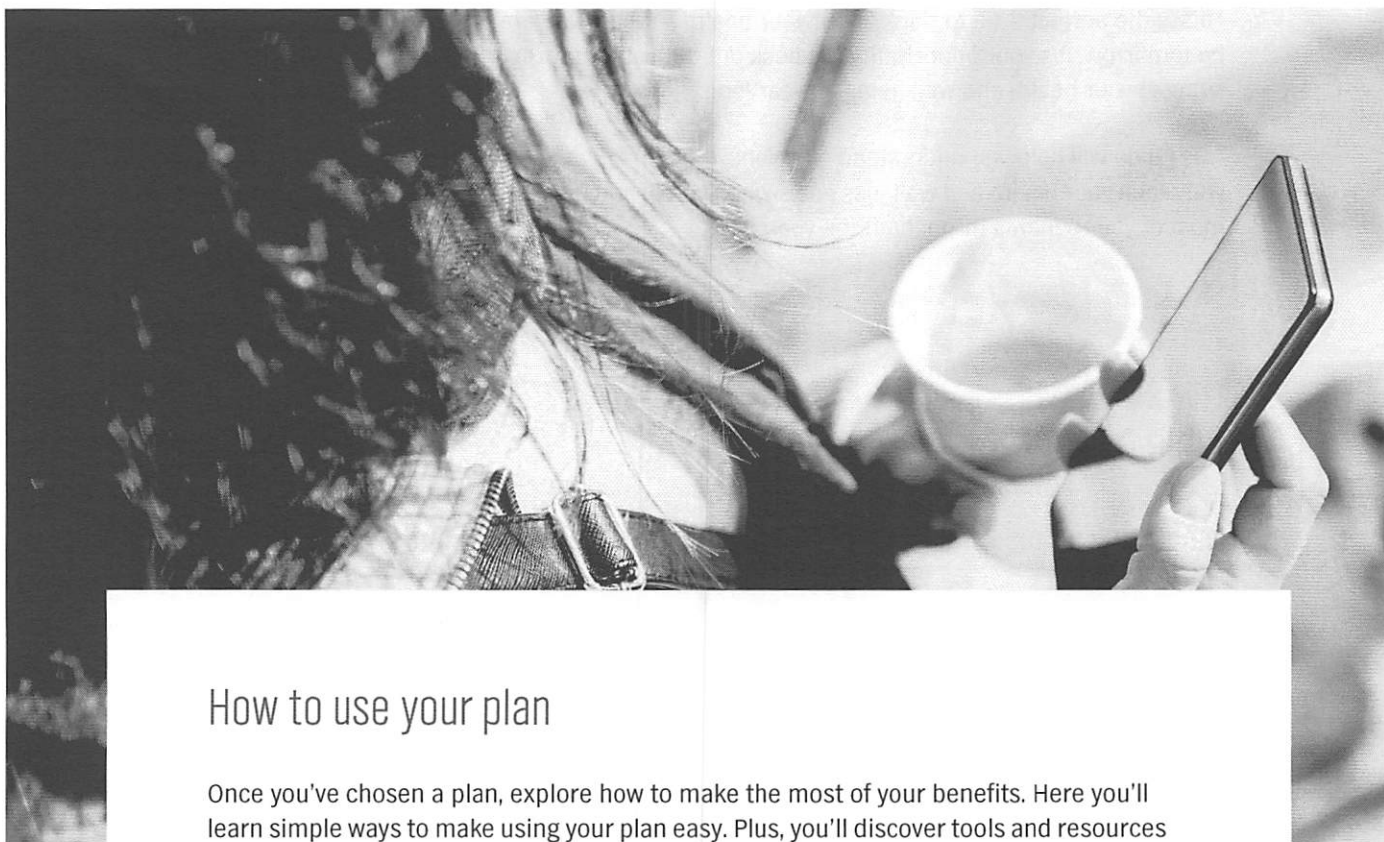 How to use your plan
Once you've chosen a plan, explore how to make the most of your benefits. Here you'll
learn simple ways to make using your plan easy. Plus, you'll discover tools and resources